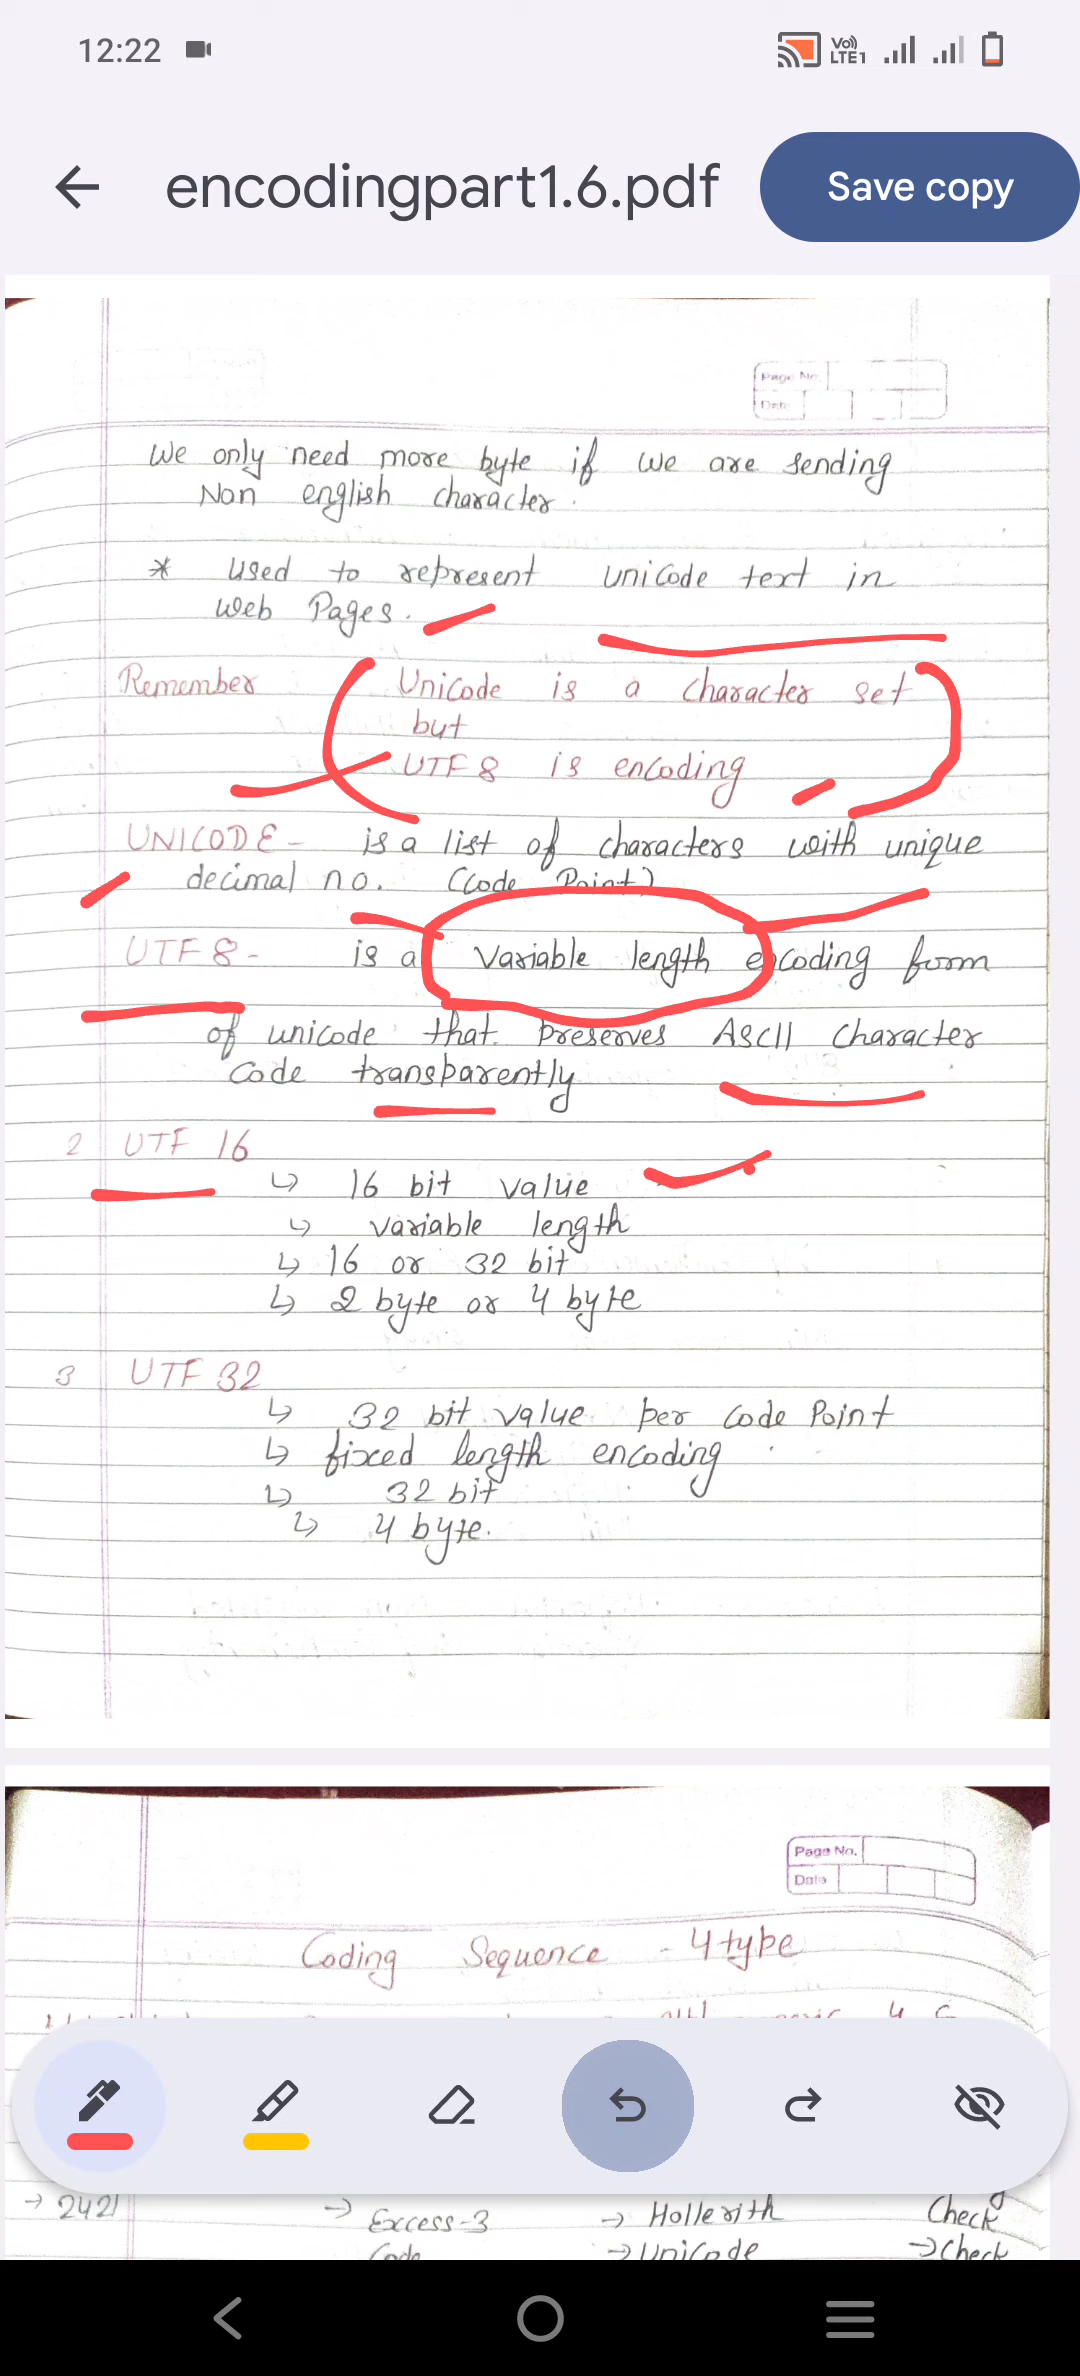 12:22
Vo)) LTE1
encodingpart1.6.pdf
Save copy
Page No.
Date
We only need more byte if we are sending
Non english character.
* used to represent unicode text in
web Pages.
Remember Unicode is a character set
but
UTF 8 is encoding
UNICODE - is a list of characters with unique
decimal no. (Code Point)
UTF 8 - is a Variable length encoding form
of unicode that preserves ASCII Character
Code transparently
2 UTF 16
↳ 16 bit value
↳ variable length
↳ 16 or 32 bit
↳ 2 byte or 4 byte
3 UTF 32
↳ 32 bit value per Code Point
↳ fixed length encoding
↳ 32 bit
↳ 4 byte.
Page No.
Date
Coding Sequence - 4 type
→ 2421 → Excess-3 → Hollerith Check
Code → Unicode → Check